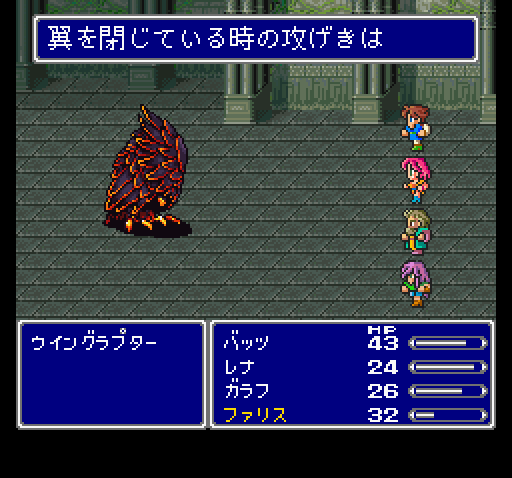 翼を閉じている時の攻げきは
ウイングラプター
HP
バッツ 43
レナ 24
ガラフ 26
ファリス 32